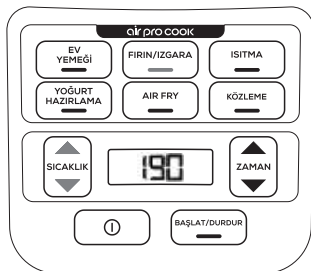 air pro cook
EV
YEMEĞİ
FIRIN/IZGARA
ISITMA
YOĞURT
HAZIRLAMA
AIR FRY
KÖZLEME
SICAKLIK
190
ZAMAN
BAŞLAT/DURDUR